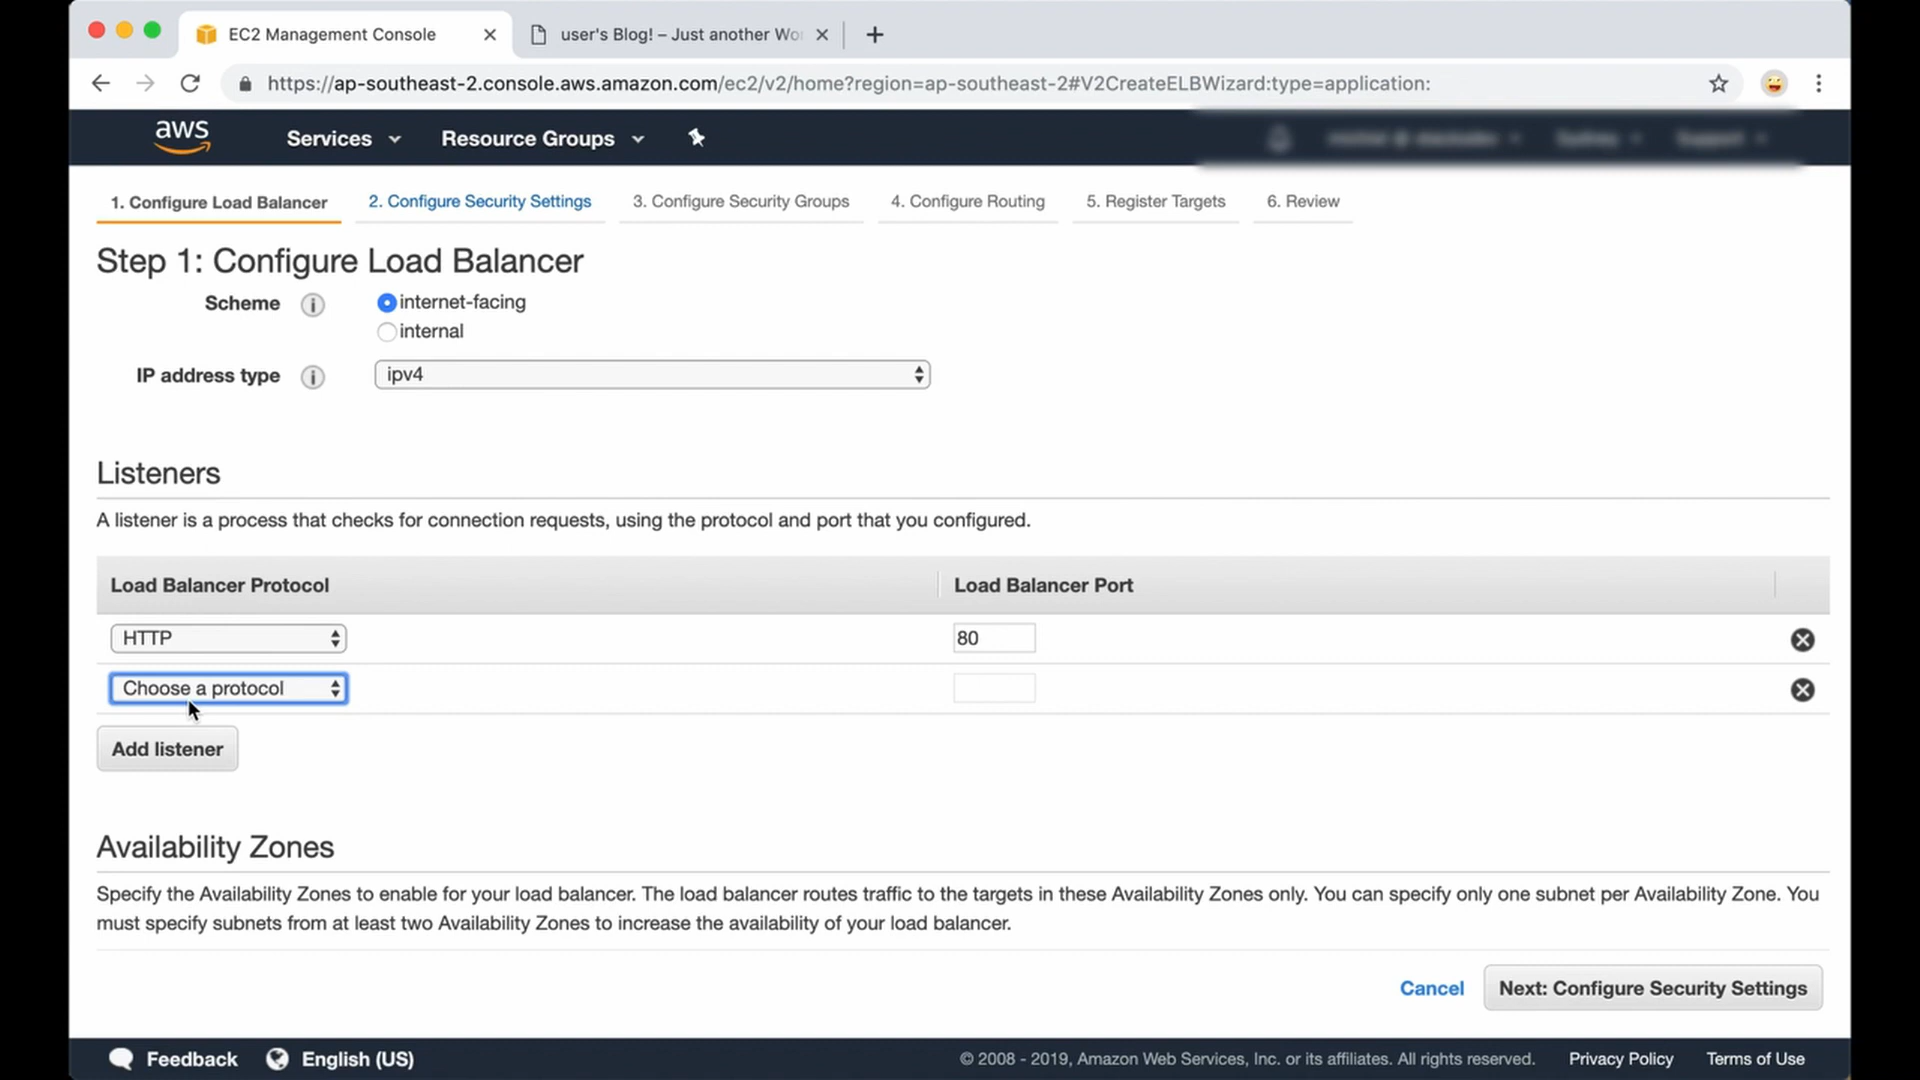 EC2 Management Console
user's Blog! – Just another Wo
https://ap-southeast-2.console.aws.amazon.com/ec2/v2/home?region=ap-southeast-2#V2CreateELBWizard:type=application:
aws Services Resource Groups
1. Configure Load Balancer 2. Configure Security Settings 3. Configure Security Groups 4. Configure Routing 5. Register Targets 6. Review
Step 1: Configure Load Balancer
Scheme i internet-facing
internal
IP address type i ipv4
Listeners
A listener is a process that checks for connection requests, using the protocol and port that you configured.
Load Balancer Protocol Load Balancer Port
HTTP 80
Choose a protocol
Add listener
Availability Zones
Specify the Availability Zones to enable for your load balancer. The load balancer routes traffic to the targets in these Availability Zones only. You can specify only one subnet per Availability Zone. You
must specify subnets from at least two Availability Zones to increase the availability of your load balancer.
Cancel Next: Configure Security Settings
Feedback English (US) © 2008 - 2019, Amazon Web Services, Inc. or its affiliates. All rights reserved. Privacy Policy Terms of Use